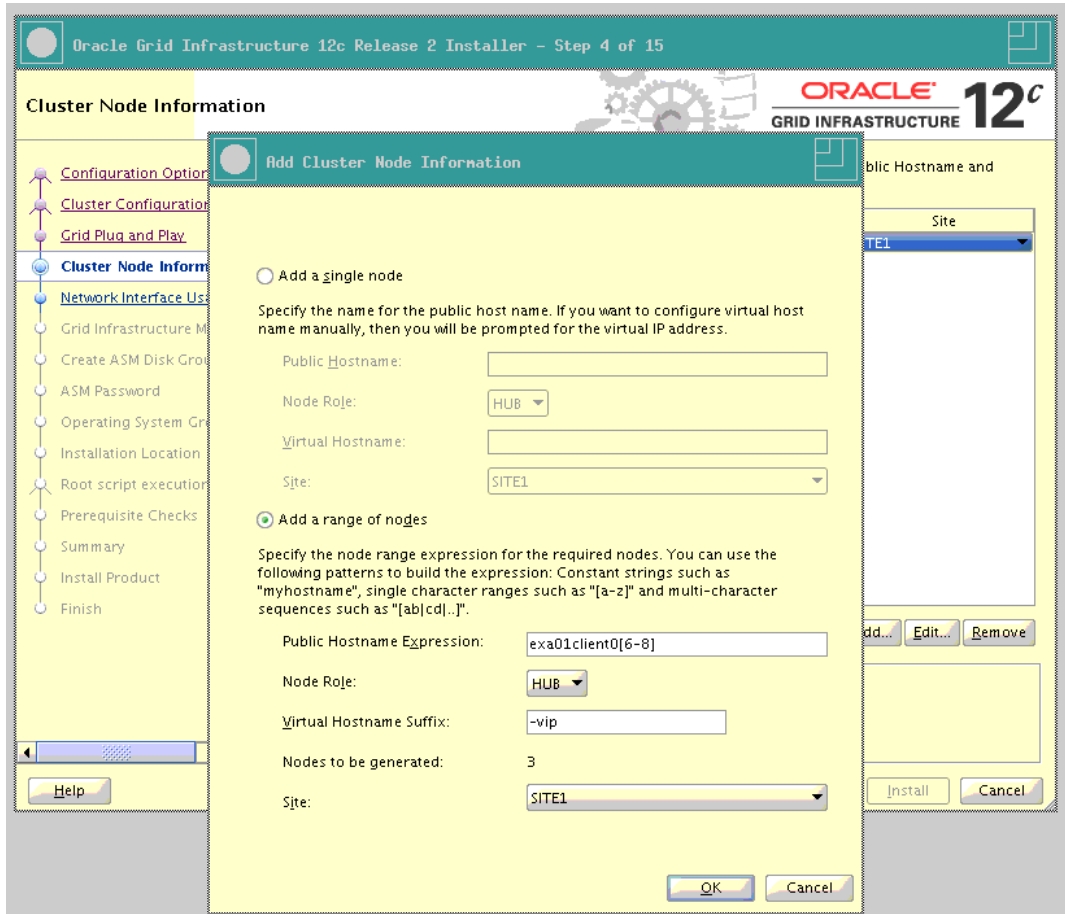 Oracle Grid Infrastructure 12c Release 2 Installer - Step 4 of 15
Cluster Node Information
ORACLE
GRID INFRASTRUCTURE
12c
Configuration Option
Cluster Configuration
Grid Plug and Play
Cluster Node Inform
Network Interface Usa
Grid Infrastructure M
Create ASM Disk Grou
ASM Password
Operating System Gr
Installation Location
Root script execution
Prerequisite Checks
Summary
Install Product
Finish
Help
Add Cluster Node Information
Add a single node
Specify the name for the public host name. If you want to configure virtual host
name manually, then you will be prompted for the virtual IP address.
Public Hostname:
Node Role:
HUB
Virtual Hostname:
Site:
SITE1
Add a range of nodes
Specify the node range expression for the required nodes. You can use the
following patterns to build the expression: Constant strings such as
"myhostname", single character ranges such as "[a-z]" and multi-character
sequences such as "[ab|cd|..]".
Public Hostname Expression:
exa01client0[6-8]
Node Role:
HUB
Virtual Hostname Suffix:
-vip
Nodes to be generated:
3
Site:
SITE1
OK
Cancel
blic Hostname and
Site
TE1
dd...
Edit...
Remove
Install
Cancel